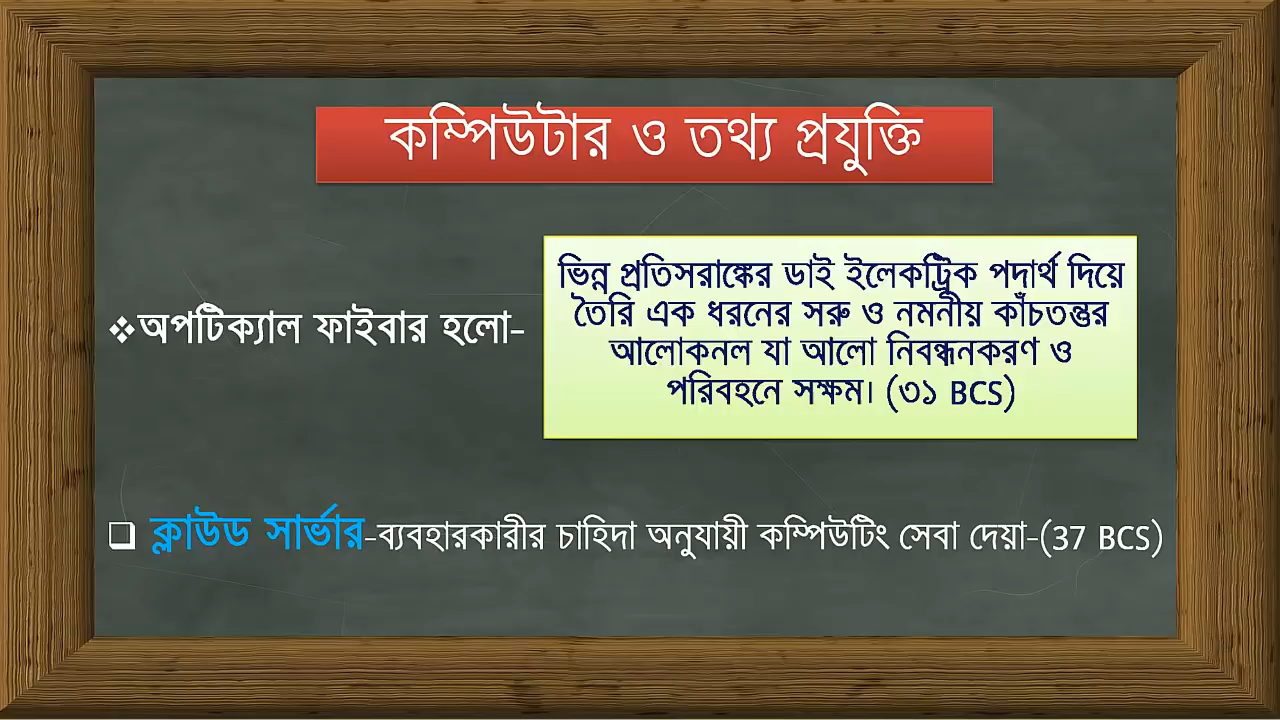 কম্পিউটার ও তথ্য প্রযুক্তি
❖অপটিক্যাল ফাইবার হলো-
ভিন্ন প্রতিসরাঙ্কের ডাই ইলেকট্রিক পদার্থ দিয়ে
তৈরি এক ধরনের সরু ও নমনীয় কাঁচতন্তুর
আলোকনল যা আলো নিবন্ধনকরণ ও
পরিবহনে সক্ষম। (৩১ BCS)
❑ ক্লাউড সার্ভার-ব্যবহারকারীর চাহিদা অনুযায়ী কম্পিউটিং সেবা দেয়া-(37 BCS)